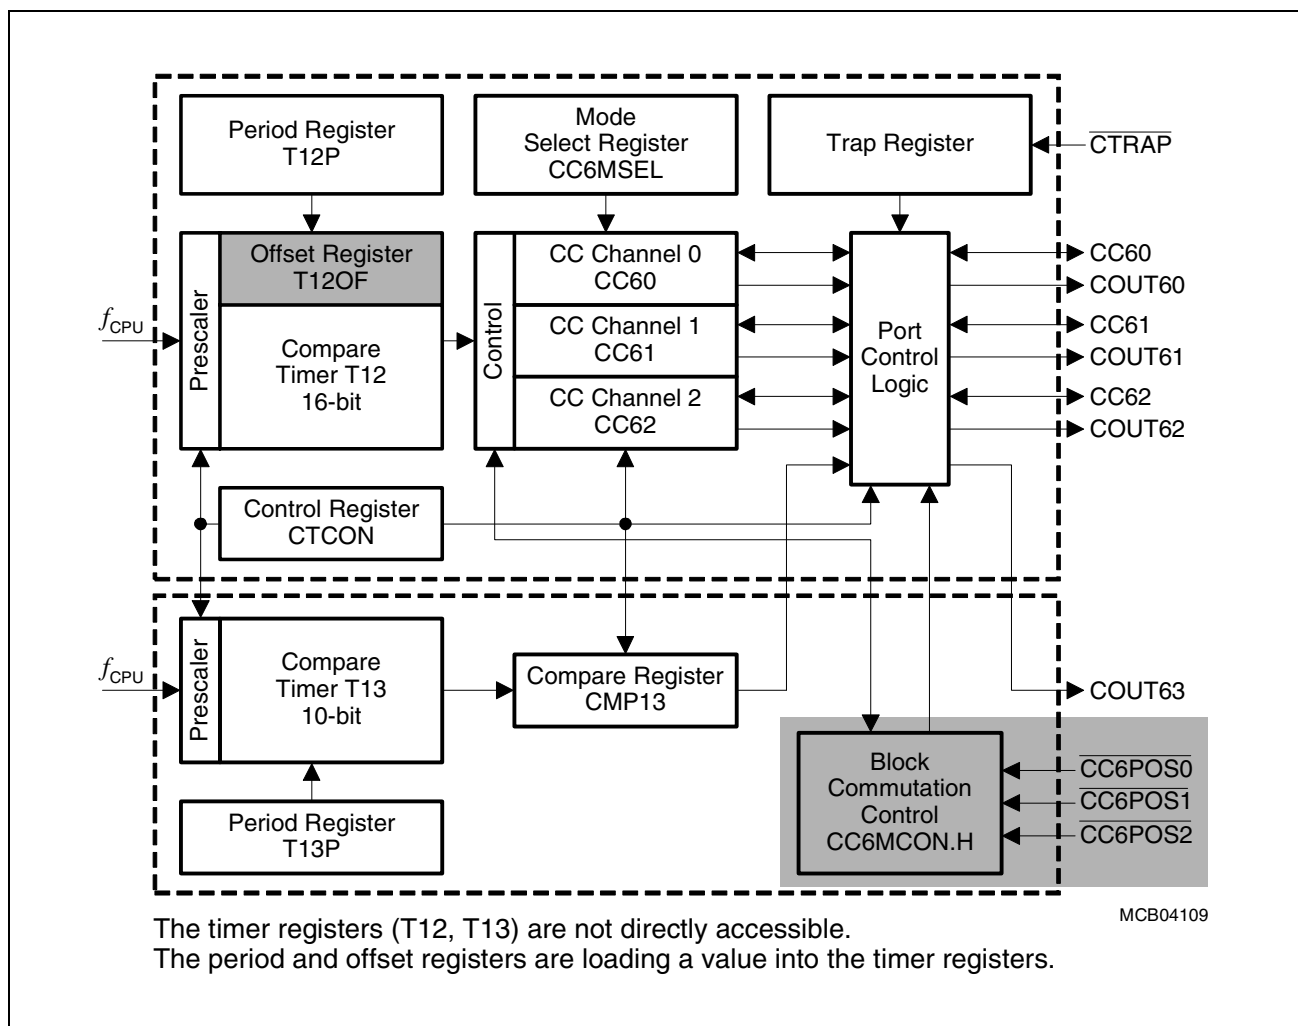 Period Register
T12P
Mode
Select Register
CC6MSEL
Trap Register
CTRAP
Prescaler
Offset Register
T12OF
Compare
Timer T12
16-bit
fCPU
Control
CC Channel 0
CC60
CC Channel 1
CC61
CC Channel 2
CC62
Port
Control
Logic
CC60
COUT60
CC61
COUT61
CC62
COUT62
Control Register
CTCON
fCPU
Prescaler
Compare
Timer T13
10-bit
Compare Register
CMP13
COUT63
Period Register
T13P
Block
Commutation
Control
CC6MCON.H
CC6POS0
CC6POS1
CC6POS2
MCB04109
The timer registers (T12, T13) are not directly accessible.
The period and offset registers are loading a value into the timer registers.